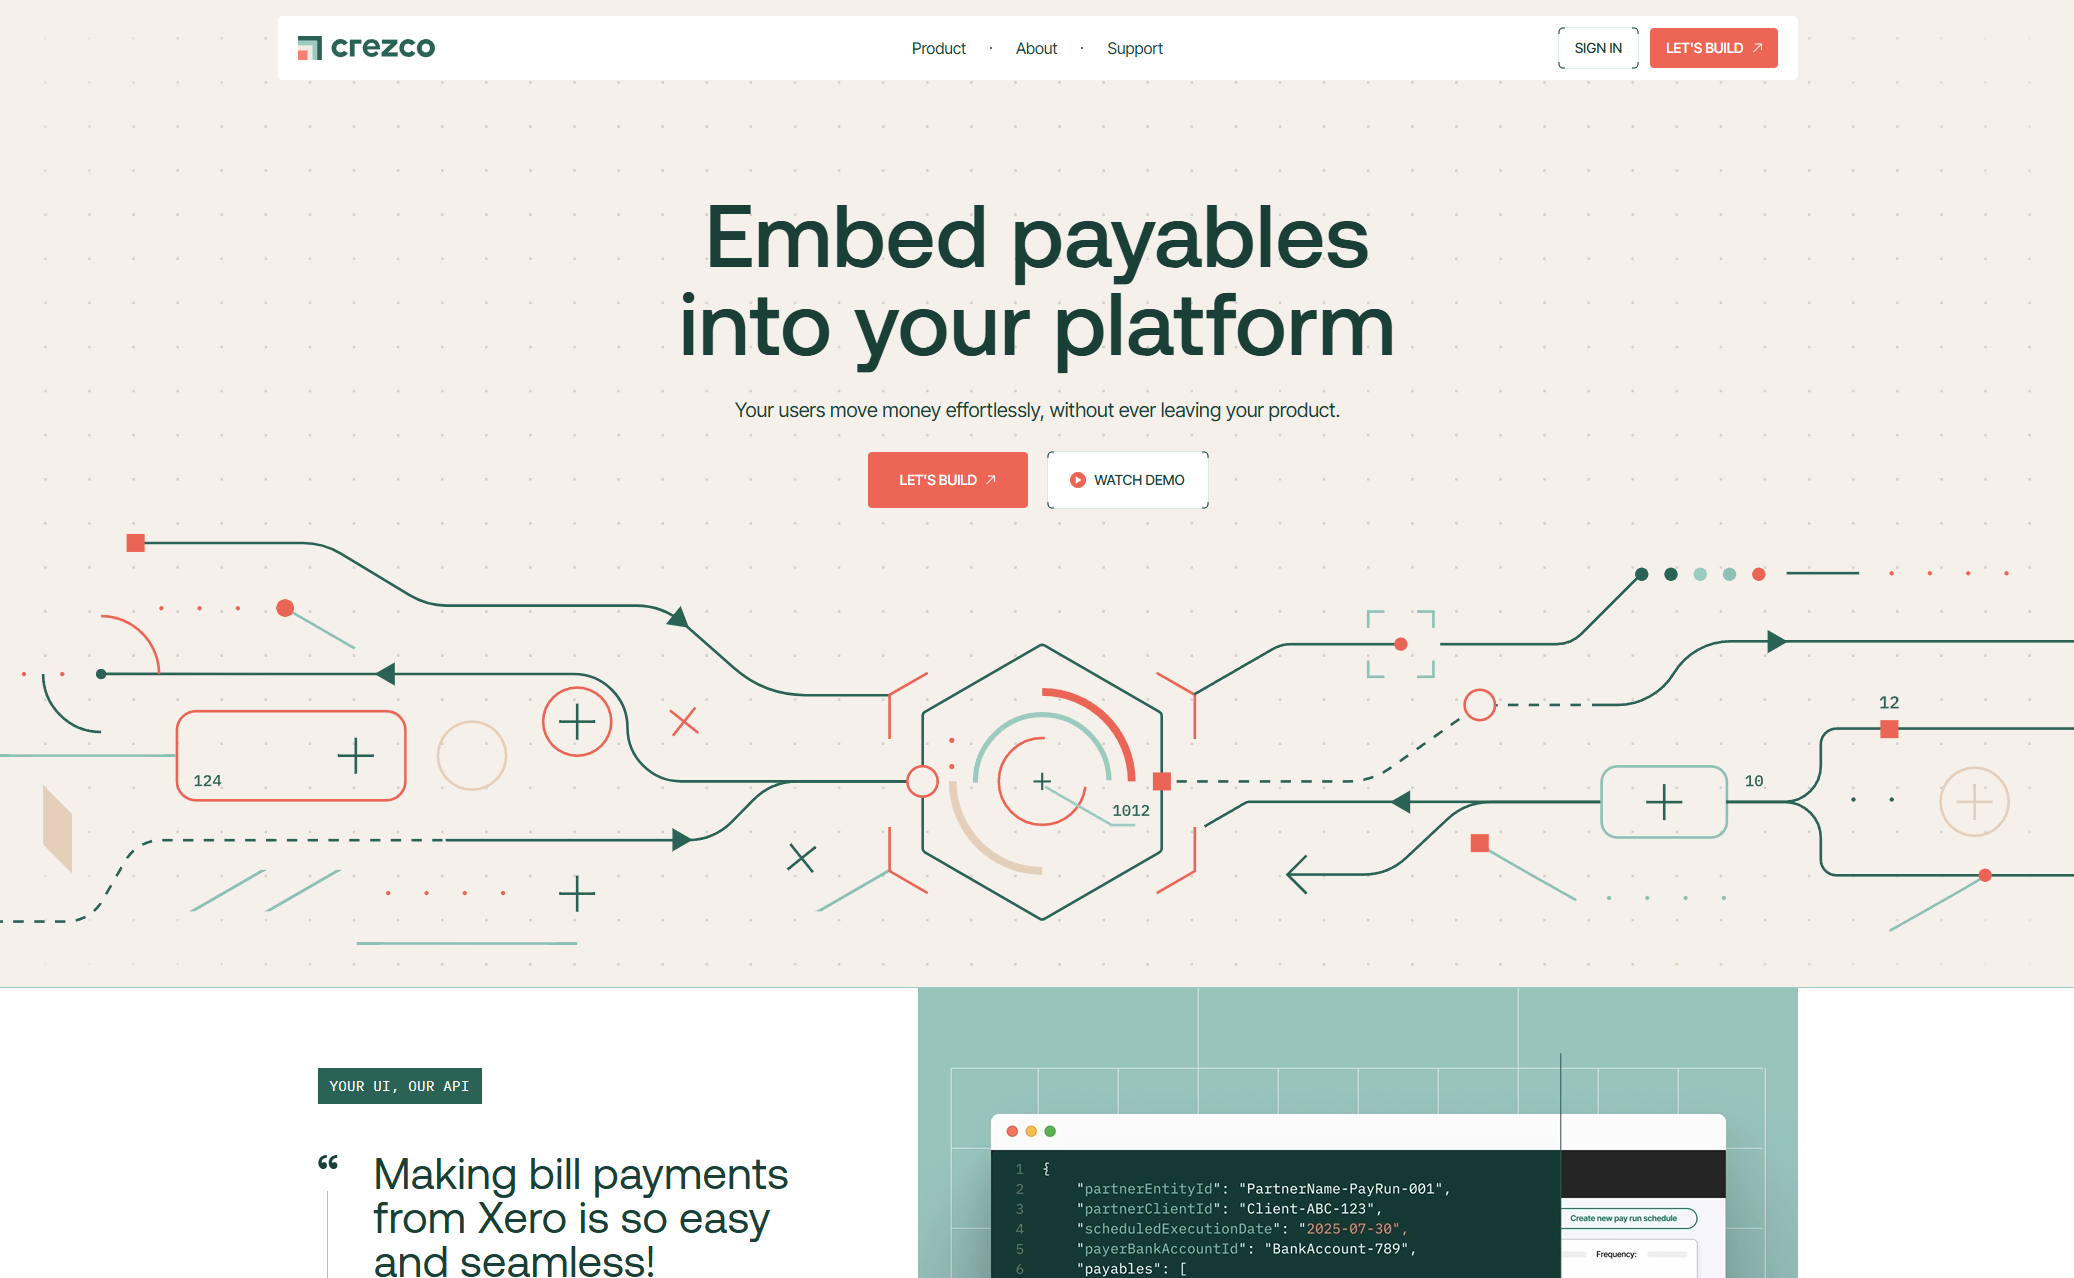 crezco
Product · About · Support
SIGN IN
LET'S BUILD
Embed payables
into your platform
Your users move money effortlessly, without ever leaving your product.
LET'S BUILD
WATCH DEMO
12
124
10
1012
YOUR UI, OUR API
“ Making bill payments
from Xero is so easy
and seamless!
1 {
2 "partnerEntityId": "PartnerName-PayRun-001",
3 "partnerClientId": "Client-ABC-123",
4 "scheduledExecutionDate": "2025-07-30",
5 "payerBankAccountId": "BankAccount-789",
6 "payables": [
Create new pay run schedule
Frequency: